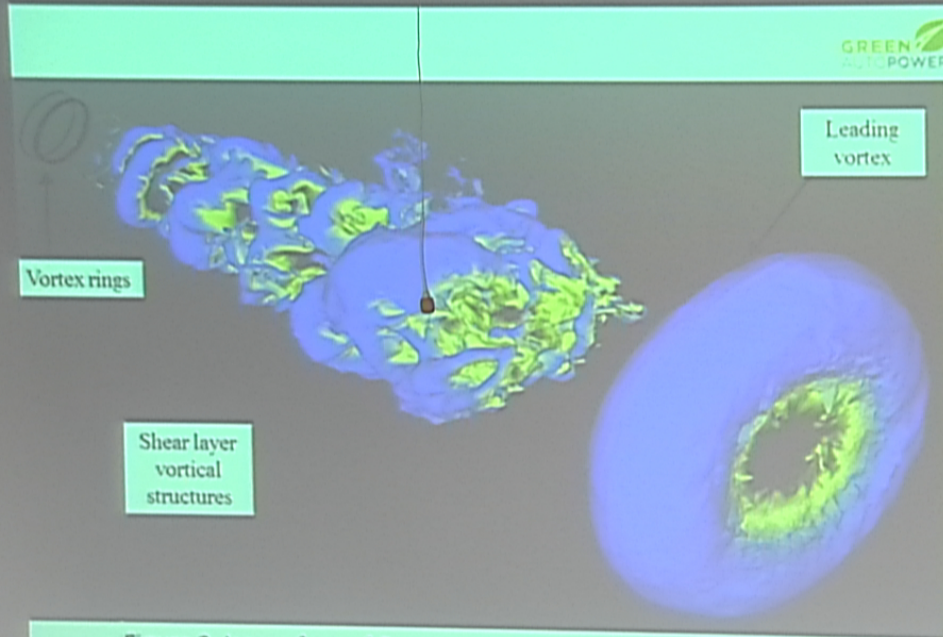 GREEN
AUTOPOWER
Leading
vortex
Vortex rings
Shear layer
vortical
structures